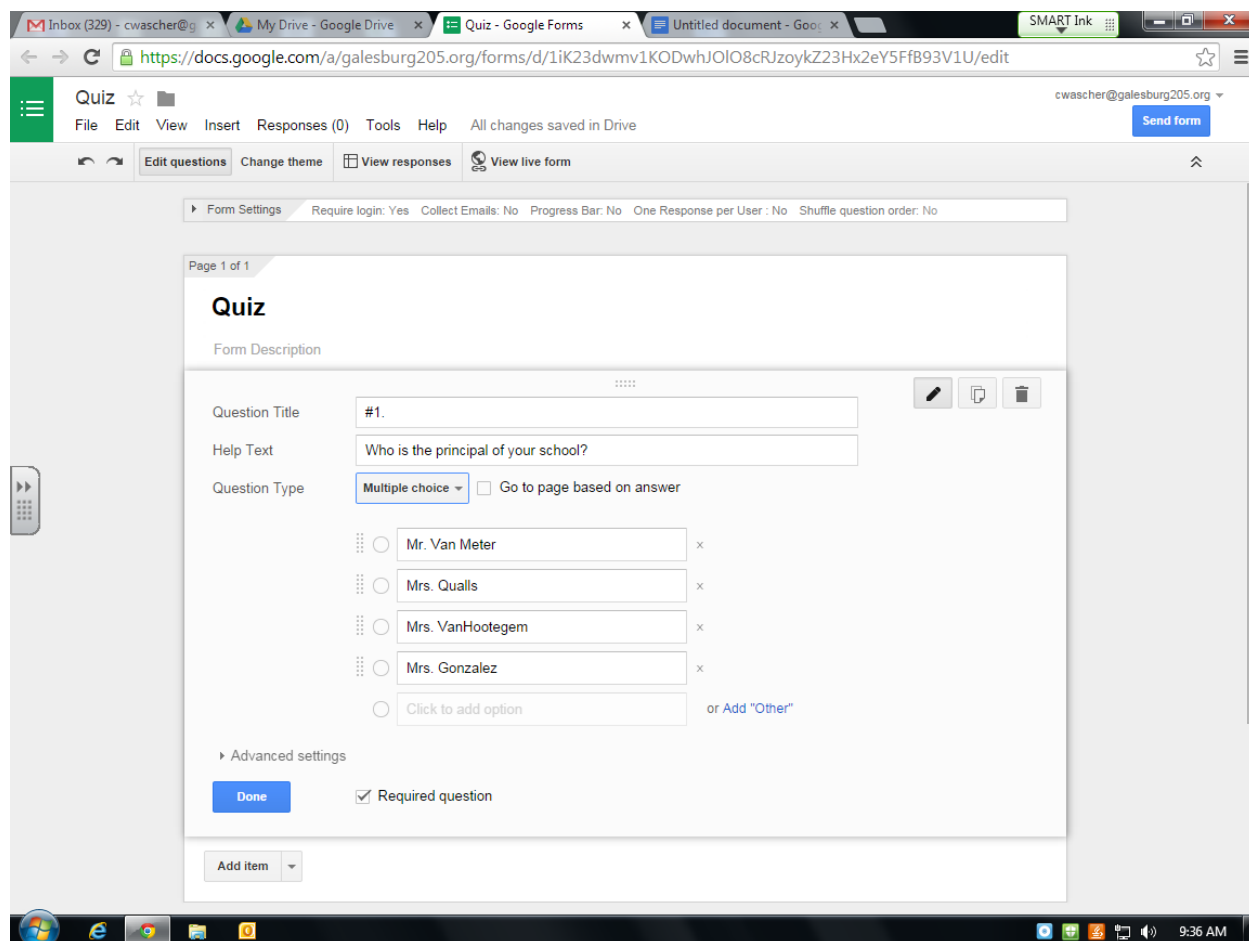 Inbox (329) - cwascher@g × My Drive - Google Drive × Quiz - Google Forms × Untitled document - Goog × SMART Ink
https://docs.google.com/a/galesburg205.org/forms/d/1iK23dwmv1KODwhJOlO8cRJzoykZ23Hx2eY5FfB93V1U/edit
Quiz cwascher@galesburg205.org
File Edit View Insert Responses (0) Tools Help All changes saved in Drive Send form
Edit questions Change theme View responses View live form
Form Settings Require login: Yes Collect Emails: No Progress Bar: No One Response per User : No Shuffle question order: No
Page 1 of 1
Quiz
Form Description
Question Title #1.
Help Text Who is the principal of your school?
Question Type Multiple choice Go to page based on answer
Mr. Van Meter x
Mrs. Qualls x
Mrs. VanHootegem x
Mrs. Gonzalez x
Click to add option or Add "Other"
Advanced settings
Done Required question
Add item
9:36 AM